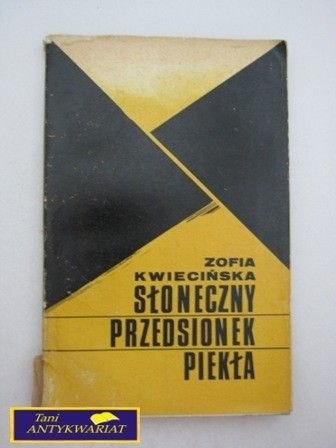 ZOFIA
KWIECIŃSKA
SŁONECZNY
PRZEDSIONEK
PIEKŁA
Tani
ANTYKWARIAT